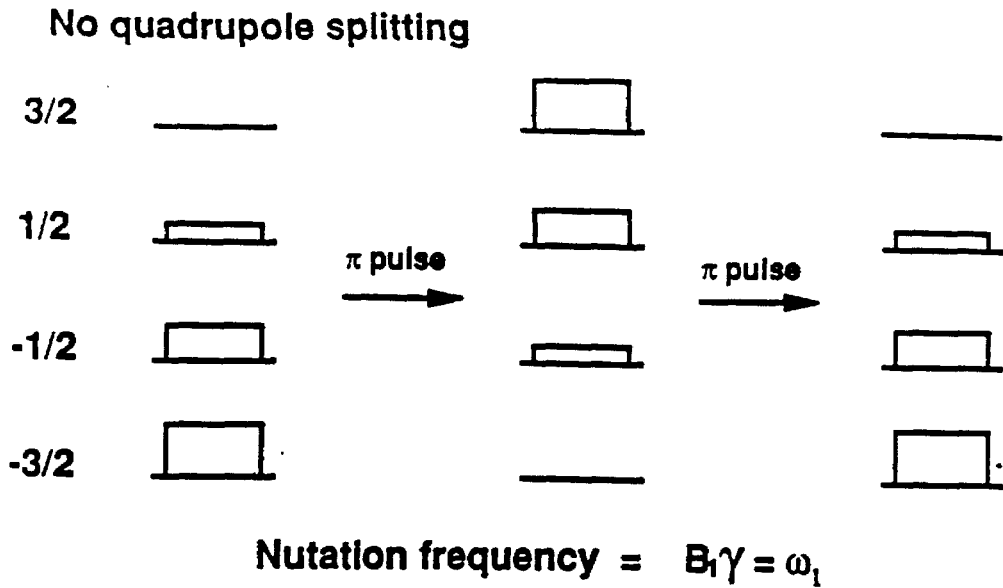 No quadrupole splitting
3/2
1/2
π pulse
π pulse
-1/2
-3/2
Nutation frequency = B₁γ = ω₁